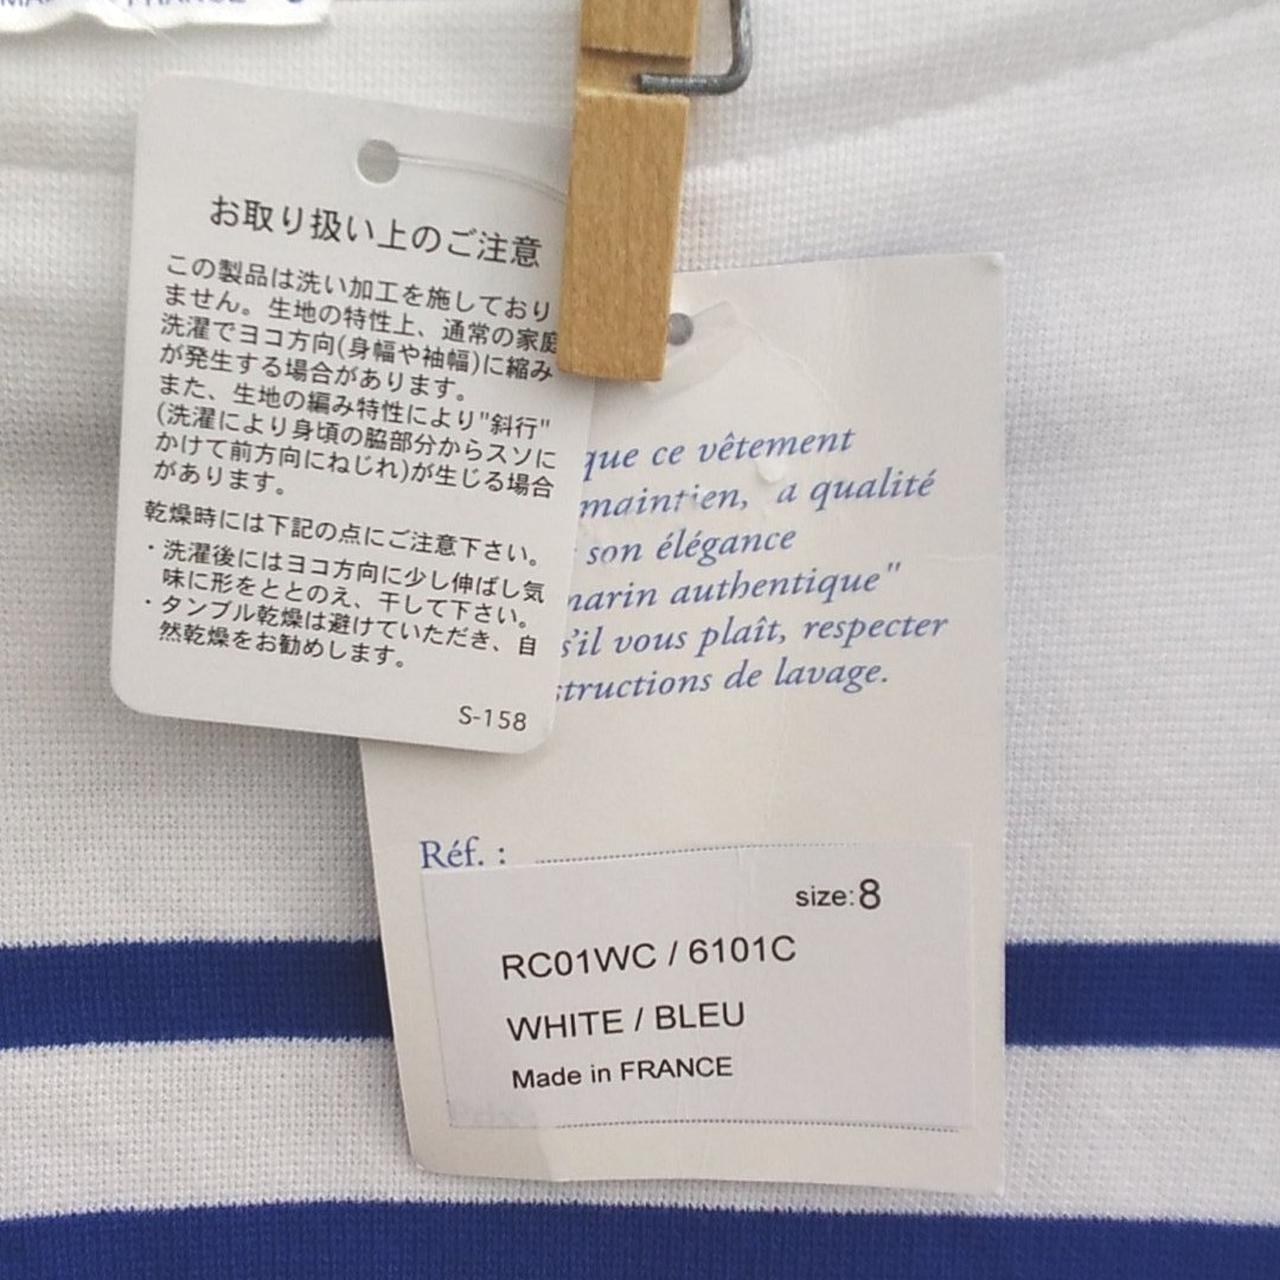 FRANCE
お取り扱い上のご注意
この製品は洗い加工を施しており
ません。生地の特性上、通常の家庭
洗濯でヨコ方向(身幅や袖幅)に縮み
が発生する場合があります。
また、生地の編み特性により"斜行"
(洗濯により身頃の脇部分からスソに
かけて前方向にねじれ)が生じる場合
があります。
乾燥時には下記の点にご注意下さい。
・洗濯後にはヨコ方向に少し伸ばし気
味に形をととのえ、干して下さい。
・タンブル乾燥は避けていただき、自
然乾燥をお勧めします。
S-158
que ce vêtement
maintien, a qualité
son élégance
marin authentique"
s'il vous plaît, respecter
structions de lavage.
Réf. :
size:8
RC01WC / 6101C
WHITE / BLEU
Made in FRANCE